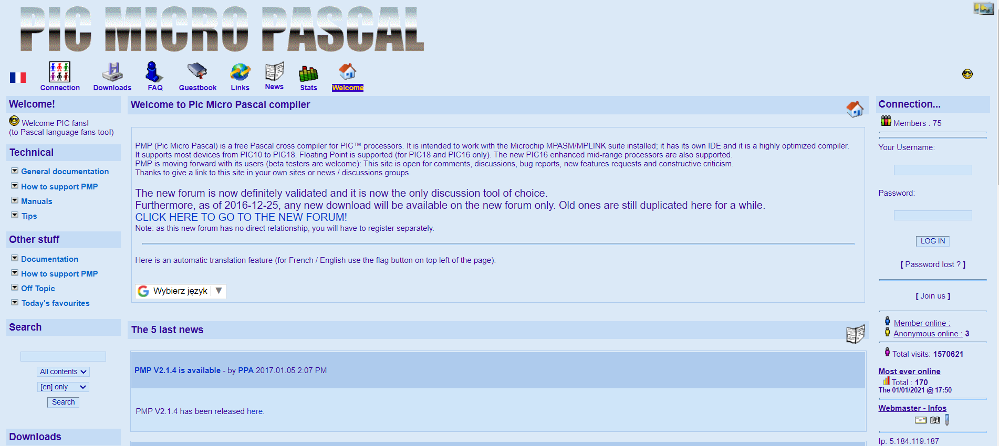 PIC MICRO PASCAL
Connection
Downloads
FAQ
Guestbook
Links
News
Stats
Welcome
Welcome!
Welcome PIC fans!
(to Pascal language fans too!)
Technical
General documentation
How to support PMP
Manuals
Tips
Other stuff
Documentation
How to support PMP
Off Topic
Today's favourites
Search
All contents
[en] only
Search
Downloads
Welcome to Pic Micro Pascal compiler
PMP (Pic Micro Pascal) is a free Pascal cross compiler for PIC™ processors. It is intended to work with the Microchip MPASM/MPLINK suite installed; it has its own IDE and it is a highly optimized compiler.
It supports most devices from PIC10 to PIC18. Floating Point is supported (for PIC18 and PIC16 only). The new PIC16 enhanced mid-range processors are also supported.
PMP is moving forward with its users (beta testers are welcome): This site is open for comments, discussions, bug reports, new features requests and constructive criticism.
Thanks to give a link to this site in your own sites or news / discussions groups.
The new forum is now definitely validated and it is now the only discussion tool of choice.
Furthermore, as of 2016-12-25, any new download will be available on the new forum only. Old ones are still duplicated here for a while.
CLICK HERE TO GO TO THE NEW FORUM!
Note: as this new forum has no direct relationship, you will have to register separately.
Here is an automatic translation feature (for French / English use the flag button on top left of the page):
Wybierz język
The 5 last news
PMP V2.1.4 is available - by PPA 2017.01.05 2:07 PM
PMP V2.1.4 has been released here.
Connection...
Members : 75
Your Username:
Password:
LOG IN
[ Password lost ? ]
[ Join us ]
Member online :
Anonymous online : 3
Total visits: 1570621
Most ever online
Total : 170
The 01/01/2021 @ 17:50
Webmaster - Infos
Ip: 5.184.119.187